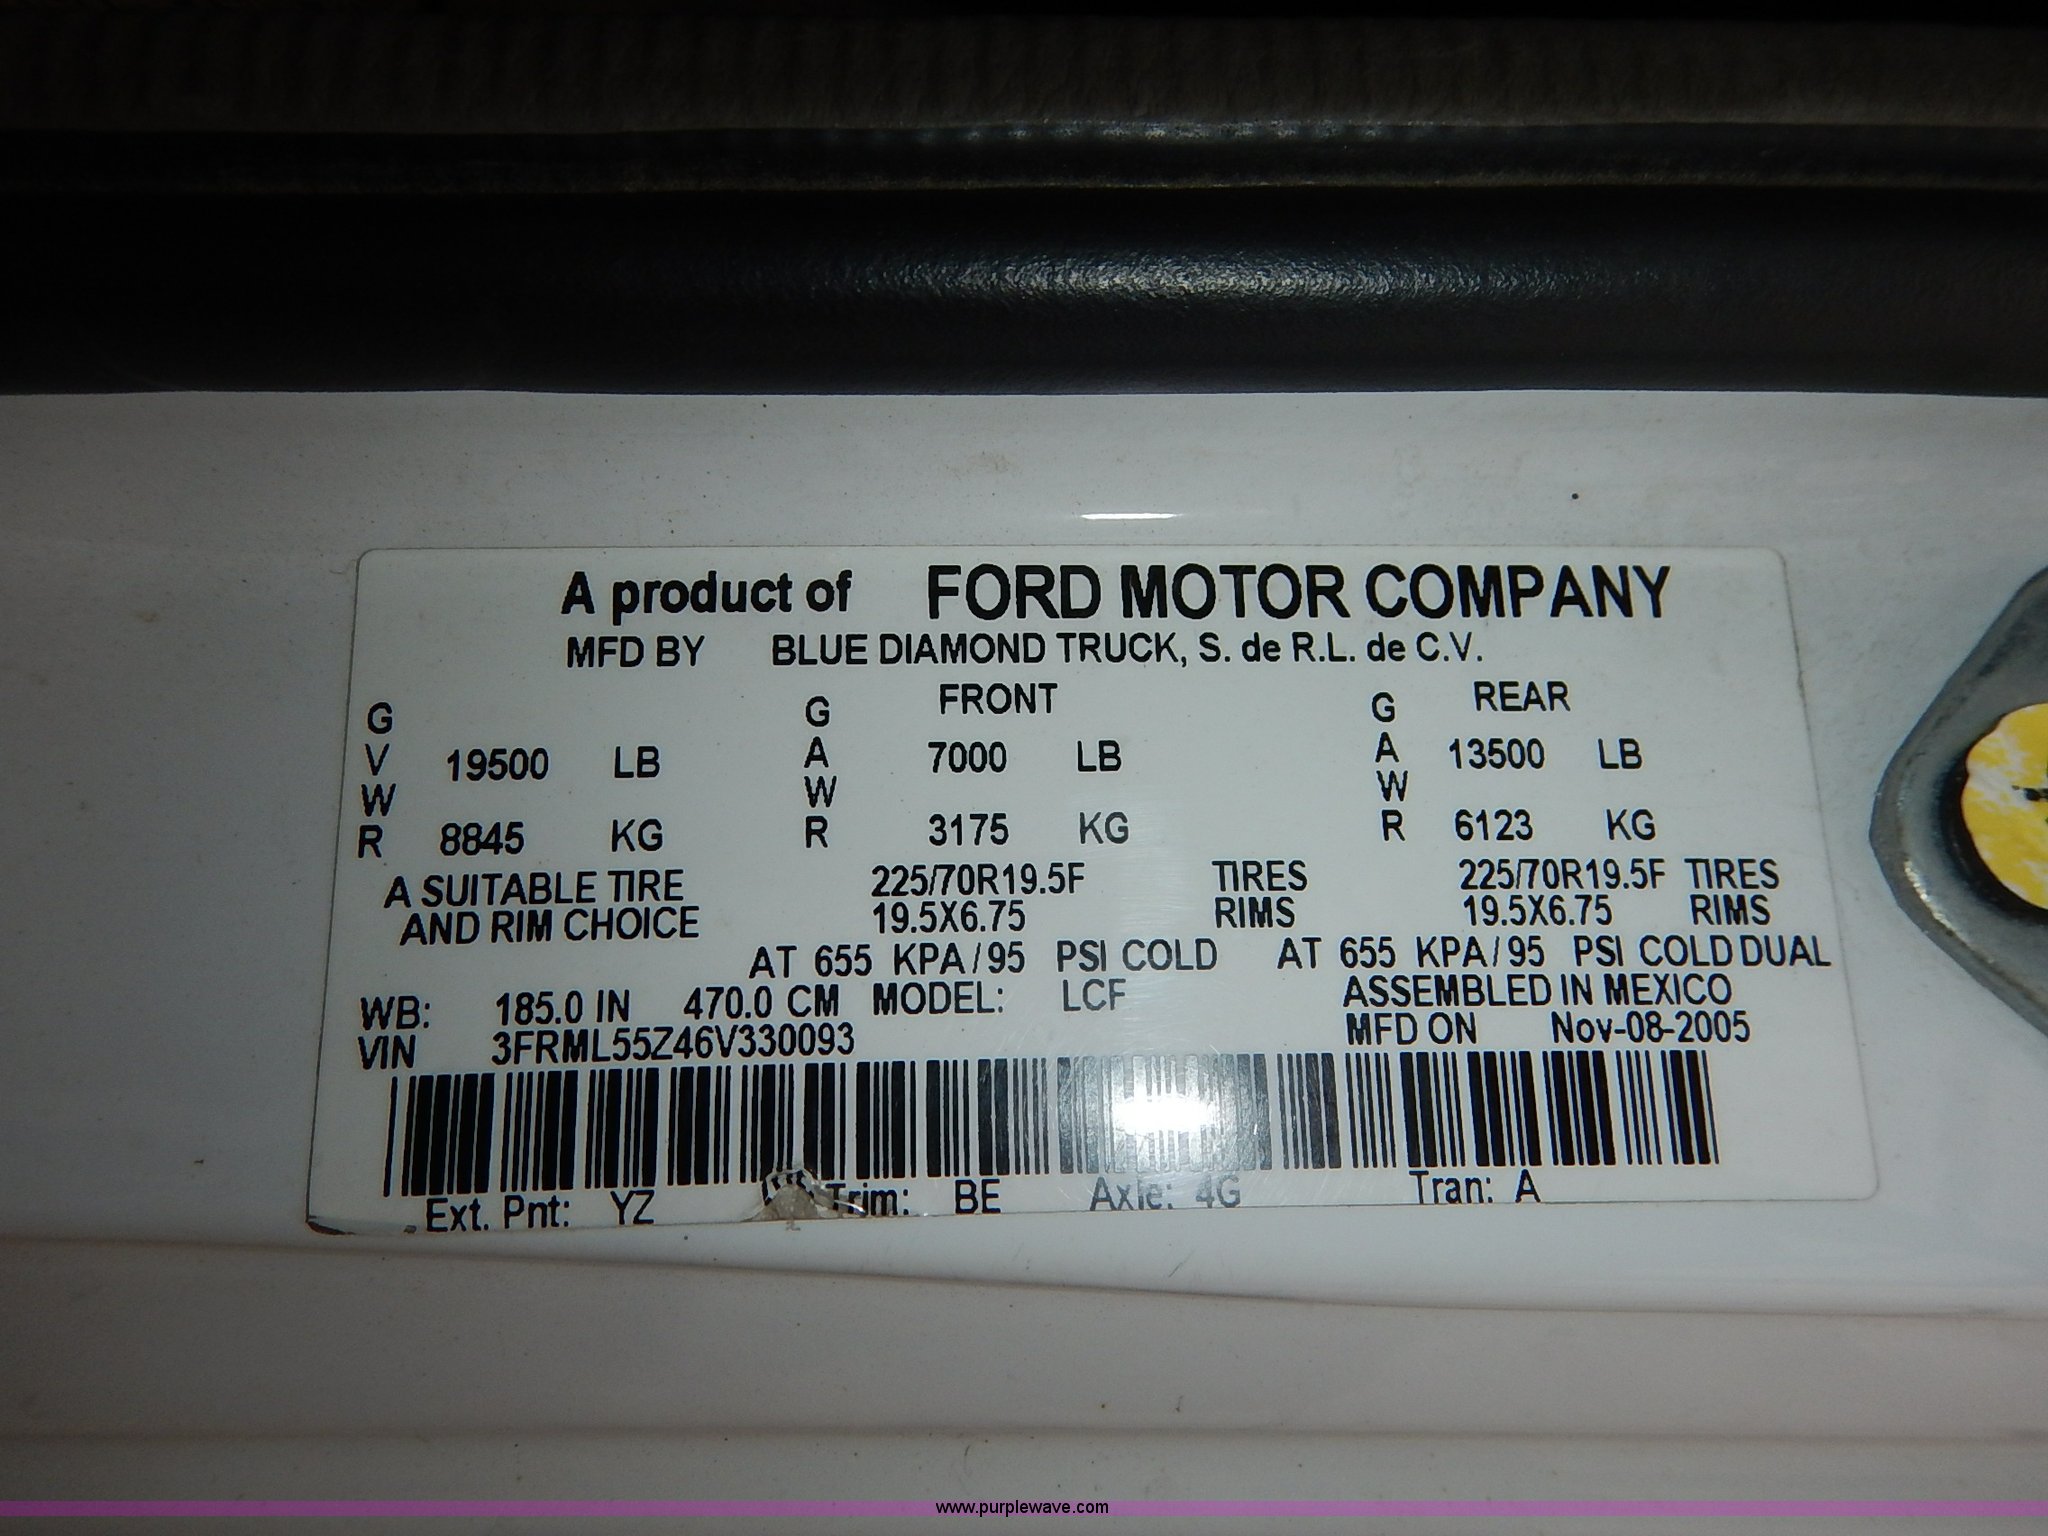 A product of FORD MOTOR COMPANY
MFD BY BLUE DIAMOND TRUCK, S. de R.L. de C.V.
GVWR 19500 LB 8845 KG
GAWR FRONT 7000 LB 3175 KG
GAWR REAR 13500 LB 6123 KG
A SUITABLE TIRE 225/70R19.5F TIRES 225/70R19.5F TIRES
AND RIM CHOICE 19.5X6.75 RIMS 19.5X6.75 RIMS
AT 655 KPA/95 PSI COLD AT 655 KPA/95 PSI COLD DUAL
WB: 185.0 IN 470.0 CM MODEL: LCF ASSEMBLED IN MEXICO
VIN 3FRML55Z46V330093 MFD ON Nov-08-2005
Ext. Pnt: YZ Trim: BE Axle: 4G Tran: A
www.purplewave.com